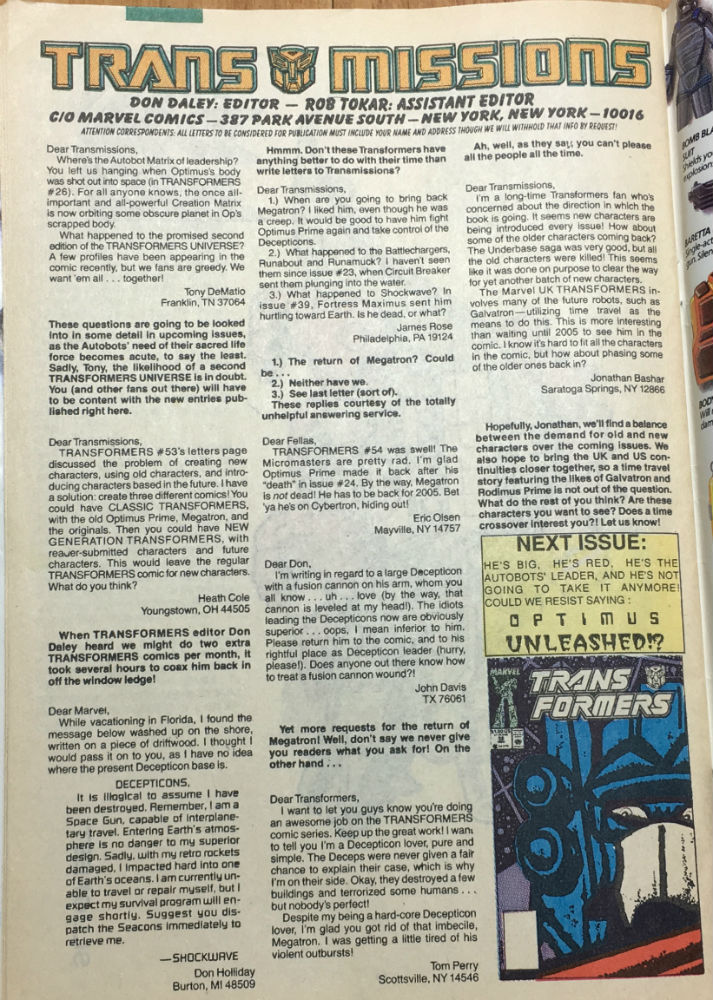 TRANS MISSIONS
DON DALEY: EDITOR — ROB TOKAR: ASSISTANT EDITOR
C/O MARVEL COMICS — 387 PARK AVENUE SOUTH — NEW YORK, NEW YORK — 10016
ATTENTION CORRESPONDENTS: ALL LETTERS TO BE CONSIDERED FOR PUBLICATION MUST INCLUDE YOUR NAME AND ADDRESS THOUGH WE WILL WITHHOLD THAT INFO BY REQUEST!
Dear Transmissions,
Where's the Autobot Matrix of leadership?
You left us hanging when Optimus's body
was shot out into space (in TRANSFORMERS
#26). For all anyone knows, the once all-
important and all-powerful Creation Matrix
is now orbiting some obscure planet in Op's
scrapped body.
What happened to the promised second
edition of the TRANSFORMERS UNIVERSE?
A few profiles have been appearing in the
comic recently, but we fans are greedy. We
want 'em all . . . together!
Tony DeMatio
Franklin, TN 37064
These questions are going to be looked
into in some detail in upcoming issues,
as the Autobots' need of their sacred life
force becomes acute, to say the least.
Sadly, Tony, the likelihood of a second
TRANSFORMERS UNIVERSE is in doubt.
You (and other fans out there) will have
to be content with the new entries pub-
lished right here.
Dear Transmissions,
TRANSFORMERS #53's letters page
discussed the problem of creating new
characters, using old characters, and intro-
ducing characters based in the future. I have
a solution: create three different comics! You
could have CLASSIC TRANSFORMERS,
with the old Optimus Prime, Megatron, and
the originals. Then you could have NEW
GENERATION TRANSFORMERS, with
reader-submitted characters and future
characters. This would leave the regular
TRANSFORMERS comic for new characters.
What do you think?
Heath Cole
Youngstown, OH 44505
When TRANSFORMERS editor Don
Daley heard we might do two extra
TRANSFORMERS comics per month, it
took several hours to coax him back in
off the window ledge!
Dear Marvel,
While vacationing in Florida, I found the
message below washed up on the shore,
written on a piece of driftwood. I thought I
would pass it on to you, as I have no idea
where the present Decepticon base is.
DECEPTICONS,
It is illogical to assume I have
been destroyed. Remember, I am a
Space Gun, capable of interplane-
tary travel. Entering Earth's atmos-
phere is no danger to my superior
design. Sadly, with my retro rockets
damaged, I impacted hard into one
of Earth's oceans. I am currently un-
able to travel or repair myself, but I
expect my survival program will en-
gage shortly. Suggest you dis-
patch the Seacons immediately to
retrieve me.
—SHOCKWAVE
Don Holliday
Burton, MI 48509
Hmmm. Don't these Transformers have
anything better to do with their time than
write letters to Transmissions?
Dear Transmissions,
1.) When are you going to bring back
Megatron? I liked him, even though he was
a creep. It would be good to have him fight
Optimus Prime again and take control of the
Decepticons.
2.) What happened to the Battlechargers,
Runabout and Runamuck? I haven't seen
them since issue #23, when Circuit Breaker
sent them plunging into the water.
3.) What happened to Shockwave? In
issue #39, Fortress Maximus sent him
hurtling toward Earth. Is he dead, or what?
James Rose
Philadelphia, PA 19124
1.) The return of Megatron? Could
be . . .
2.) Neither have we.
3.) See last letter (sort of).
These replies courtesy of the totally
unhelpful answering service.
Dear Fellas,
TRANSFORMERS #54 was swell! The
Micromasters are pretty rad. I'm glad
Optimus Prime made it back after his
"death" in issue #24. By the way, Megatron
is not dead! He has to be back for 2005. Bet
'ya he's on Cybertron, hiding out!
Eric Olsen
Mayville, NY 14757
Dear Don,
I'm writing in regard to a large Decepticon
with a fusion cannon on his arm, whom you
all know . . . uh . . . love (by the way, that
cannon is leveled at my head!). The idiots
leading the Decepticons now are obviously
superior . . . oops, I mean inferior to him.
Please return him to the comic, and to his
rightful place as Decepticon leader (hurry,
please!). Does anyone out there know how
to treat a fusion cannon wound?!
John Davis
TX 76061
Yet more requests for the return of
Megatron! Well, don't say we never give
you readers what you ask for! On the
other hand . . .
Dear Transformers,
I want to let you guys know you're doing
an awesome job on the TRANSFORMERS
comic series. Keep up the great work! I want
to tell you I'm a Decepticon lover, pure and
simple. The Deceps were never given a fair
chance to explain their case, which is why
I'm on their side. Okay, they destroyed a few
buildings and terrorized some humans . . .
but nobody's perfect!
Despite my being a hard-core Decepticon
lover, I'm glad you got rid of that imbecile,
Megatron. I was getting a little tired of his
violent outbursts!
Tom Perry
Scottsville, NY 14546
Ah, well, as they say, you can't please
all the people all the time.
Dear Transmissions,
I'm a long-time Transformers fan who's
concerned about the direction in which the
book is going. It seems new characters are
being introduced every issue! How about
some of the older characters coming back?
The Underbase saga was very good, but all
the old characters were killed! This seems
like it was done on purpose to clear the way
for yet another batch of new characters.
The Marvel UK TRANSFORMERS in-
volves many of the future robots, such as
Galvatron—utilizing time travel as the
means to do this. This is more interesting
than waiting until 2005 to see him in the
comic. I know it's hard to fit all the characters
in the comic, but how about phasing some
of the older ones back in?
Jonathan Bashar
Saratoga Springs, NY 12866
Hopefully, Jonathan, we'll find a balance
between the demand for old and new
characters over the coming issues. We
also hope to bring the UK and US con-
tinuities closer together, so a time travel
story featuring the likes of Galvatron and
Rodimus Prime is not out of the question.
What do the rest of you think? Are these
characters you want to see? Does a time
crossover interest you?! Let us know!
NEXT ISSUE:
HE'S BIG, HE'S RED, HE'S THE
AUTOBOTS' LEADER, AND HE'S NOT
GOING TO TAKE IT ANYMORE!
COULD WE RESIST SAYING :
OPTIMUS
UNLEASHED!?
MARVEL
TRANS
FORMERS
BOMB
SUIT